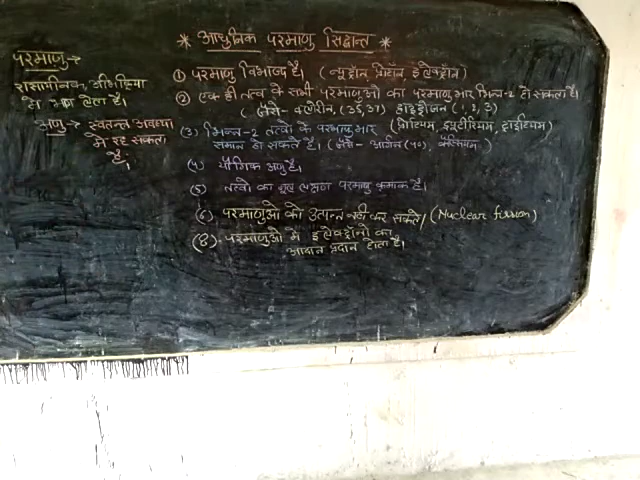 * आधुनिक परमाणु सिद्धान्त *
परमाणु→
रासायनिक अभिक्रिया
से भाग लेता है।
अणु → स्वतन्त्र अवस्था
मे रह सकता
है।
(1) परमाणु विभाज्य है। (न्यूट्रॉन प्रोटॉन इलेक्ट्रॉन)
(2) एक ही तत्व के सभी परमाणुओ का परमाणु भार भिन्न-2 हो सकता है।
(जैसे- क्लोरीन, (35, 37) हाइड्रोजन (1, 2, 3)
(प्रोटियम, ड्यूटीरियम, ट्राइटियम)
(3) भिन्न-2 तत्वो के परमाणु भार
समान हो सकते है। (जैसे- आर्गन (40), कैल्सियम)
(4) यौगिक अणु है।
(5) तत्वो का मूल लक्षण परमाणु क्रमांक है।
(6) परमाणुओ को उत्पन्न नही कर सकते/ (Nuclear fission)
(8)- परमाणुओ मे इलेक्ट्रॉनो का
आदान प्रदान होता है।